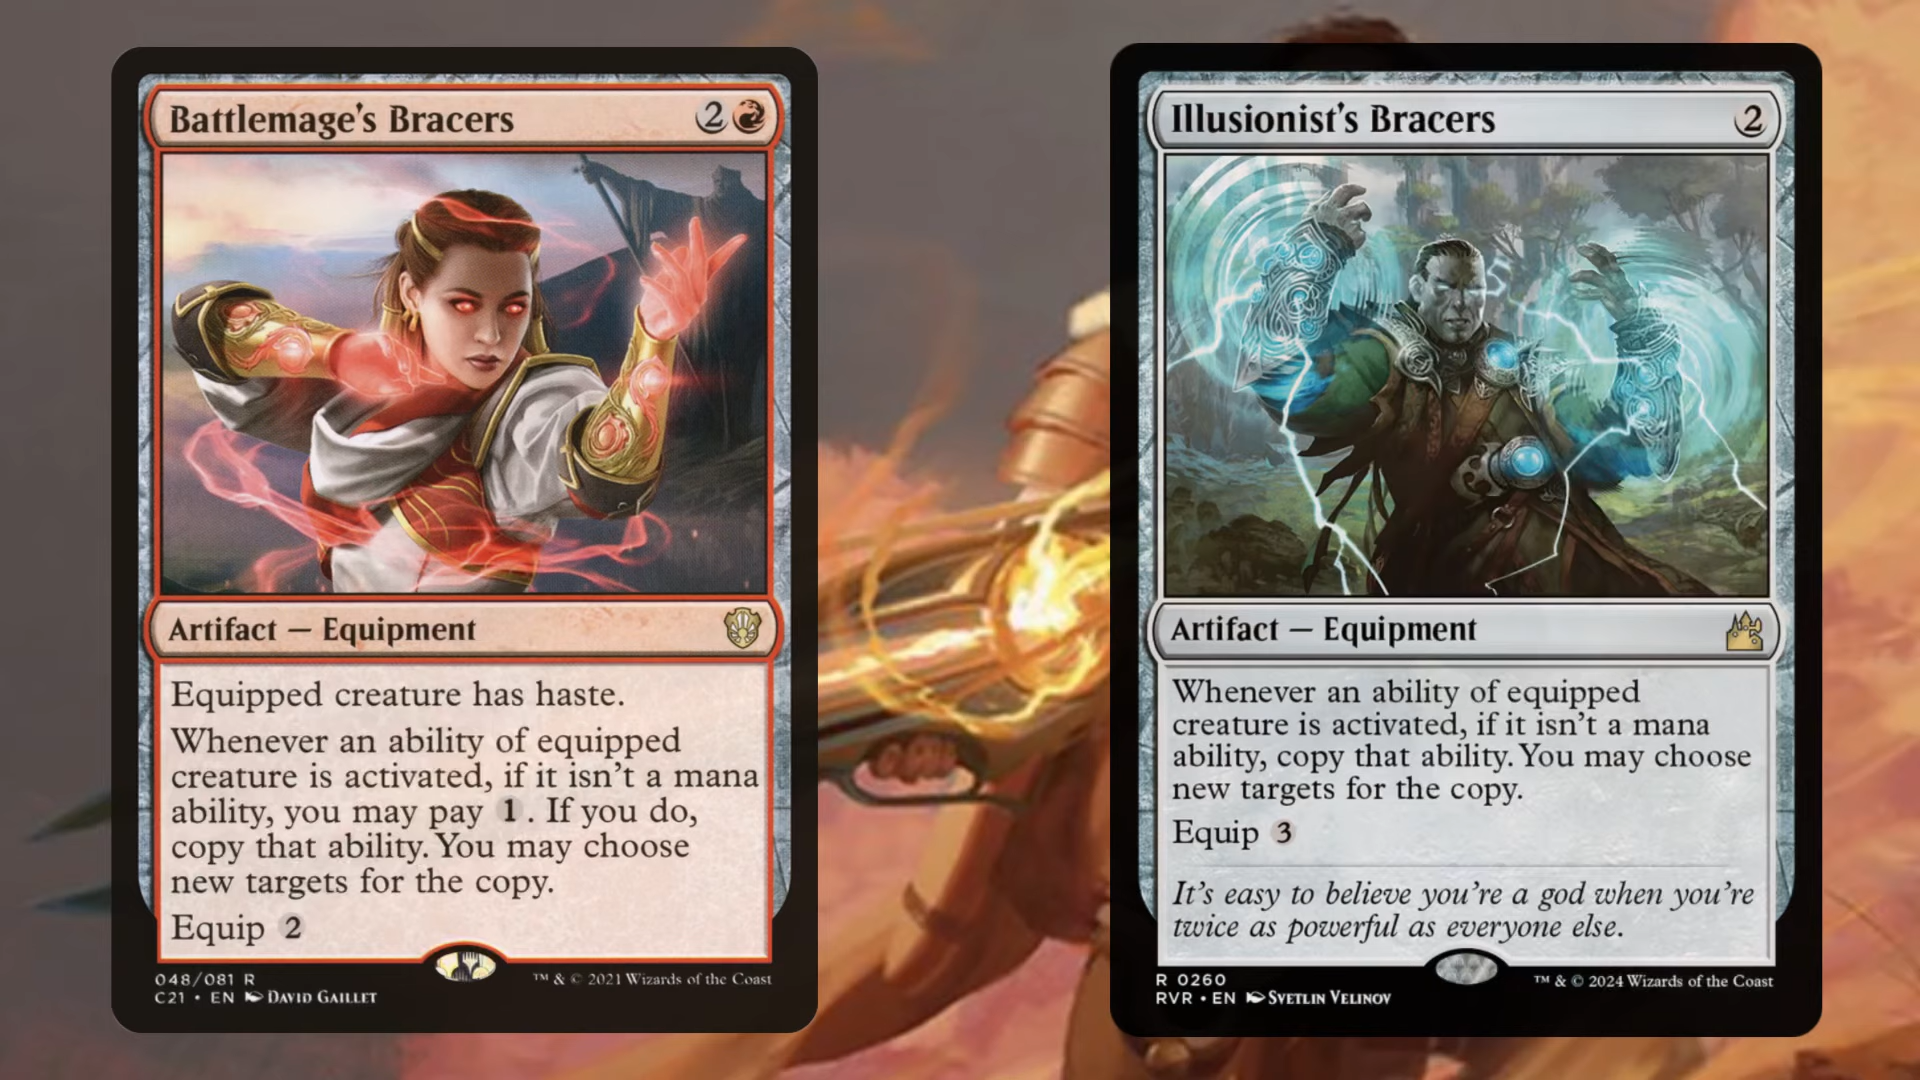 Battlemage's Bracers 2
Artifact — Equipment
Equipped creature has haste.
Whenever an ability of equipped
creature is activated, if it isn't a mana
ability, you may pay 1. If you do,
copy that ability. You may choose
new targets for the copy.
Equip 2
048/081 R
C21 • EN DAVID GAILLET
™ & © 2021 Wizards of the Coast
Illusionist's Bracers 2
Artifact — Equipment
Whenever an ability of equipped
creature is activated, if it isn't a mana
ability, copy that ability. You may choose
new targets for the copy.
Equip 3
It's easy to believe you're a god when you're
twice as powerful as everyone else.
R 0260
RVR • EN SVETLIN VELINOV
™ & © 2024 Wizards of the Coast